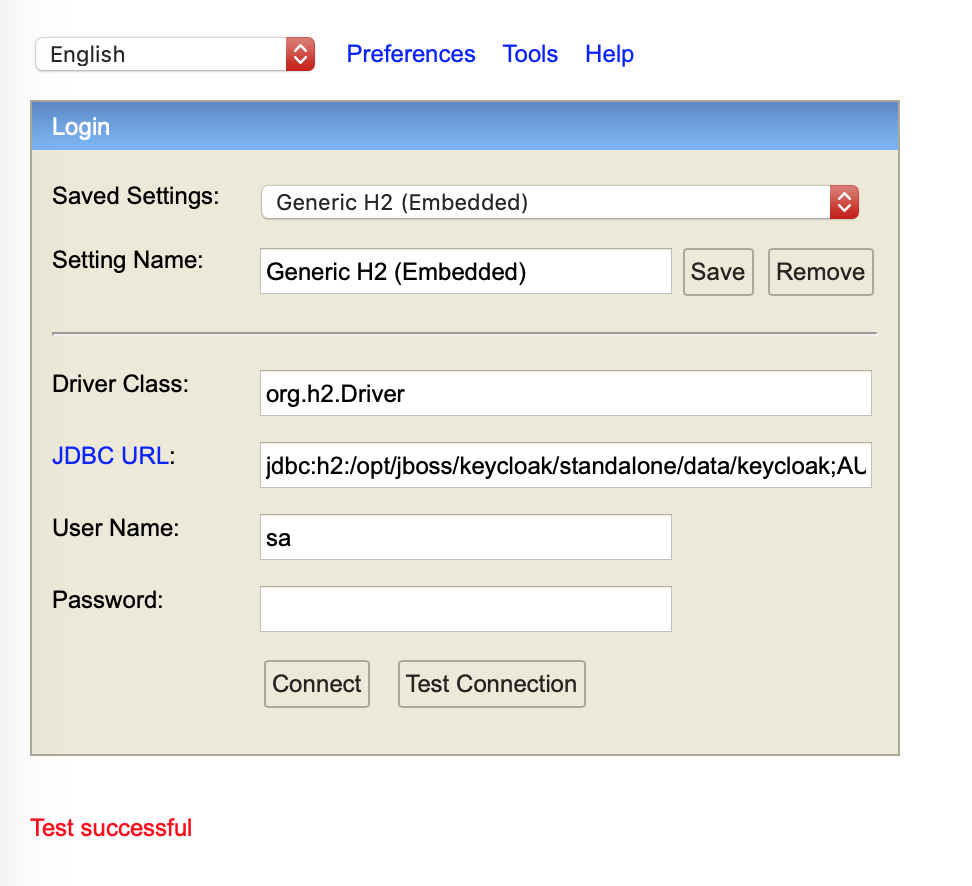 English Preferences Tools Help
Login
Saved Settings: Generic H2 (Embedded)
Setting Name: Generic H2 (Embedded) Save Remove
Driver Class: org.h2.Driver
JDBC URL: jdbc:h2:/opt/jboss/keycloak/standalone/data/keycloak;AU
User Name: sa
Password:
Connect Test Connection
Test successful